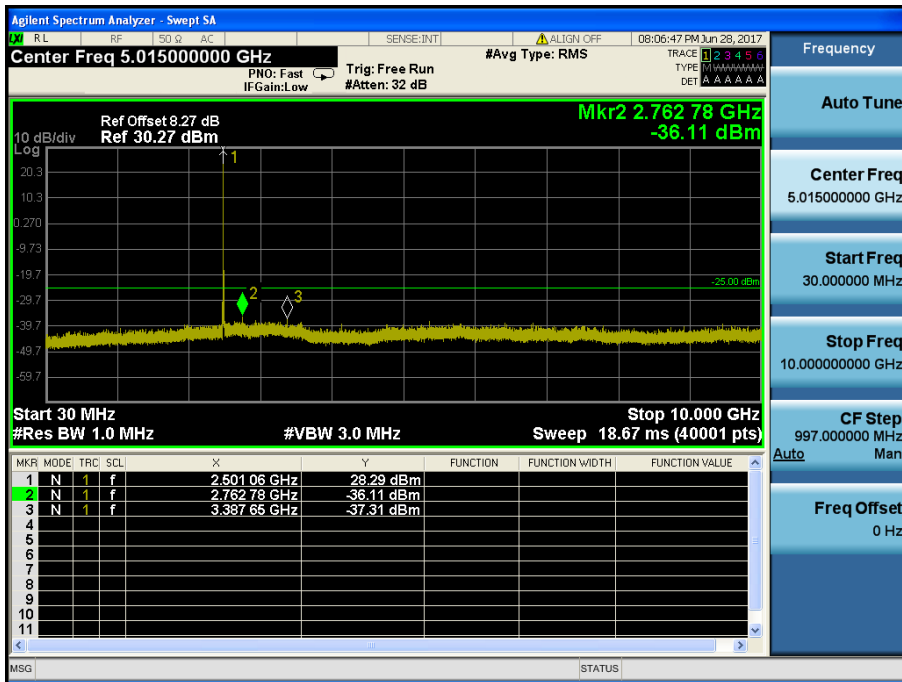 Agilent Spectrum Analyzer - Swept SA
LXI RL RF 50 Ω AC SENSE:INT ALIGN OFF 08:06:47 PM Jun 28, 2017
Center Freq 5.015000000 GHz
PNO: Fast
IFGain:Low
Trig: Free Run
#Atten: 32 dB
#Avg Type: RMS
TRACE 1 2 3 4 5 6
TYPE M W W W W W
DET A A A A A A
Mkr2 2.762 78 GHz
-36.11 dBm
Ref Offset 8.27 dB
10 dB/div Ref 30.27 dBm
Log
1
20.3
10.3
0.270
-9.73
-19.7
-25.00 dBm
2
3
-29.7
-39.7
-49.7
-59.7
Start 30 MHz Stop 10.000 GHz
#Res BW 1.0 MHz #VBW 3.0 MHz Sweep 18.67 ms (40001 pts)
MKR MODE TRC SCL X Y FUNCTION FUNCTION WIDTH FUNCTION VALUE
1 N 1 f 2.501 06 GHz 28.29 dBm
2 N 1 f 2.762 78 GHz -36.11 dBm
3 N 1 f 3.387 65 GHz -37.31 dBm
4
5
6
7
8
9
10
11
MSG STATUS
Frequency
Auto Tune
Center Freq
5.015000000 GHz
Start Freq
30.000000 MHz
Stop Freq
10.000000000 GHz
CF Step
997.000000 MHz
Auto Man
Freq Offset
0 Hz